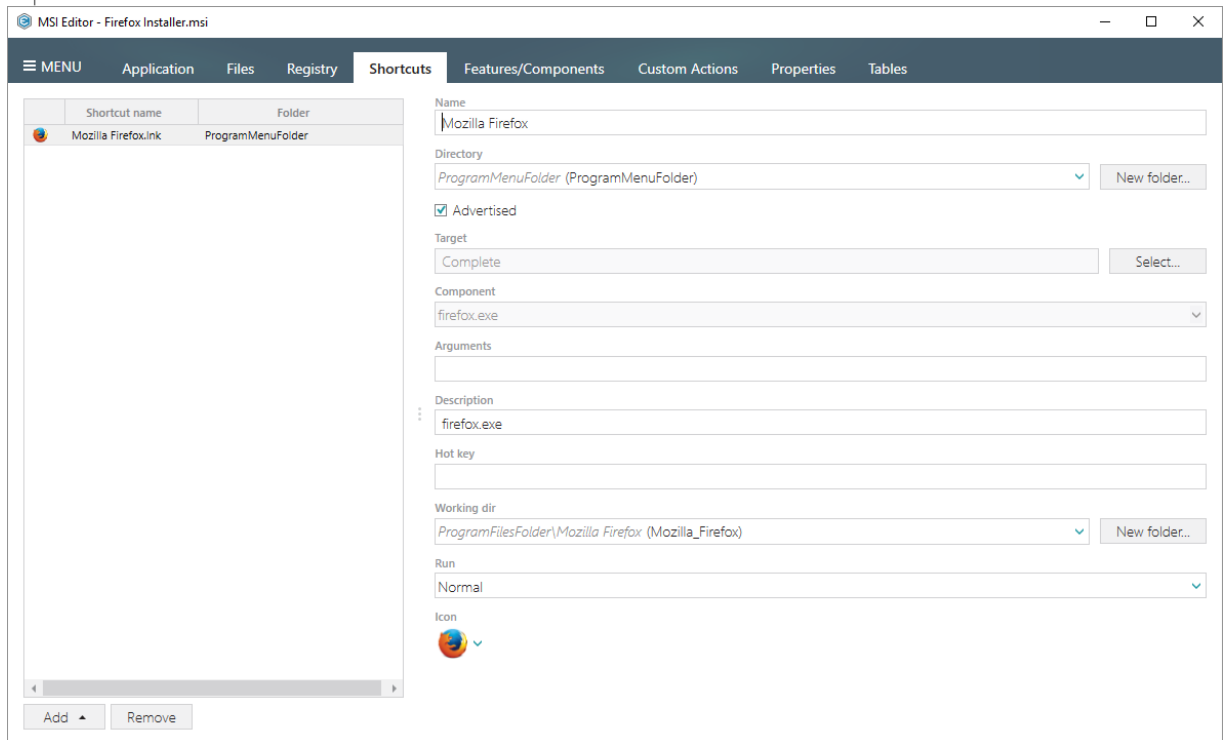 MSI Editor - Firefox Installer.msi
MENU Application Files Registry Shortcuts Features/Components Custom Actions Properties Tables
Shortcut name Folder
Mozilla Firefox.lnk ProgramMenuFolder
Name
Mozilla Firefox
Directory
ProgramMenuFolder (ProgramMenuFolder) New folder...
Advertised
Target
Complete Select...
Component
firefox.exe
Arguments
Description
firefox.exe
Hot key
Working dir
ProgramFilesFolder\Mozilla Firefox (Mozilla_Firefox) New folder...
Run
Normal
Icon
Add Remove